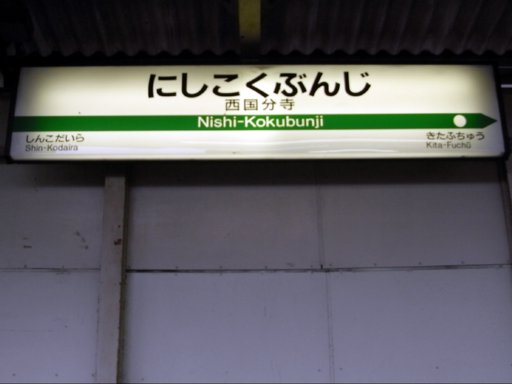 にしこくぶんじ
西国分寺
Nishi-Kokubunji
しんこだいら
Shin-Kodaira
きたふちゅう
Kita-Fuchū